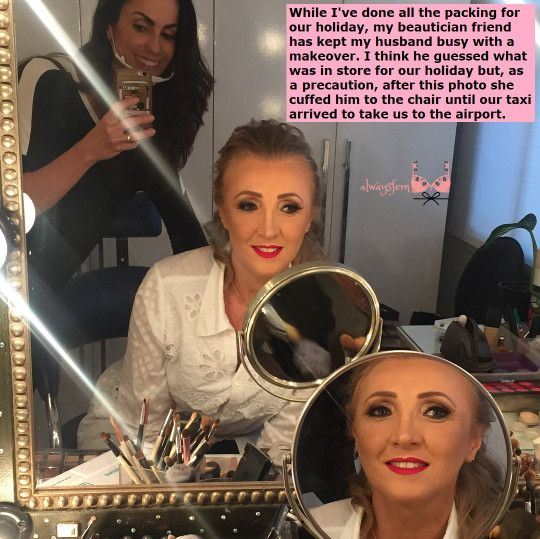 While I've done all the packing for
our holiday, my beautician friend
has kept my husband busy with a
makeover. I think he guessed what
was in store for our holiday but, as
a precaution, after this photo she
cuffed him to the chair until our taxi
arrived to take us to the airport.
alwaysfem